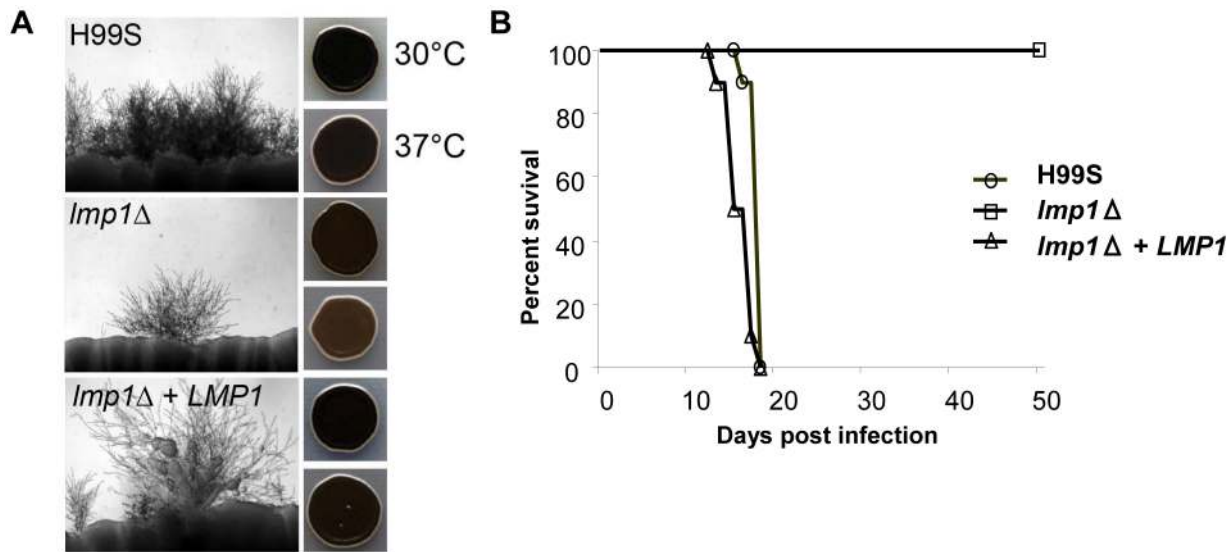 A
H99S
30°C
37°C
lmp1Δ
lmp1Δ + LMP1
B
100
80
60
40
20
0
Percent suvival
0 10 20 30 40 50
Days post infection
H99S
lmp1Δ
lmp1Δ + LMP1